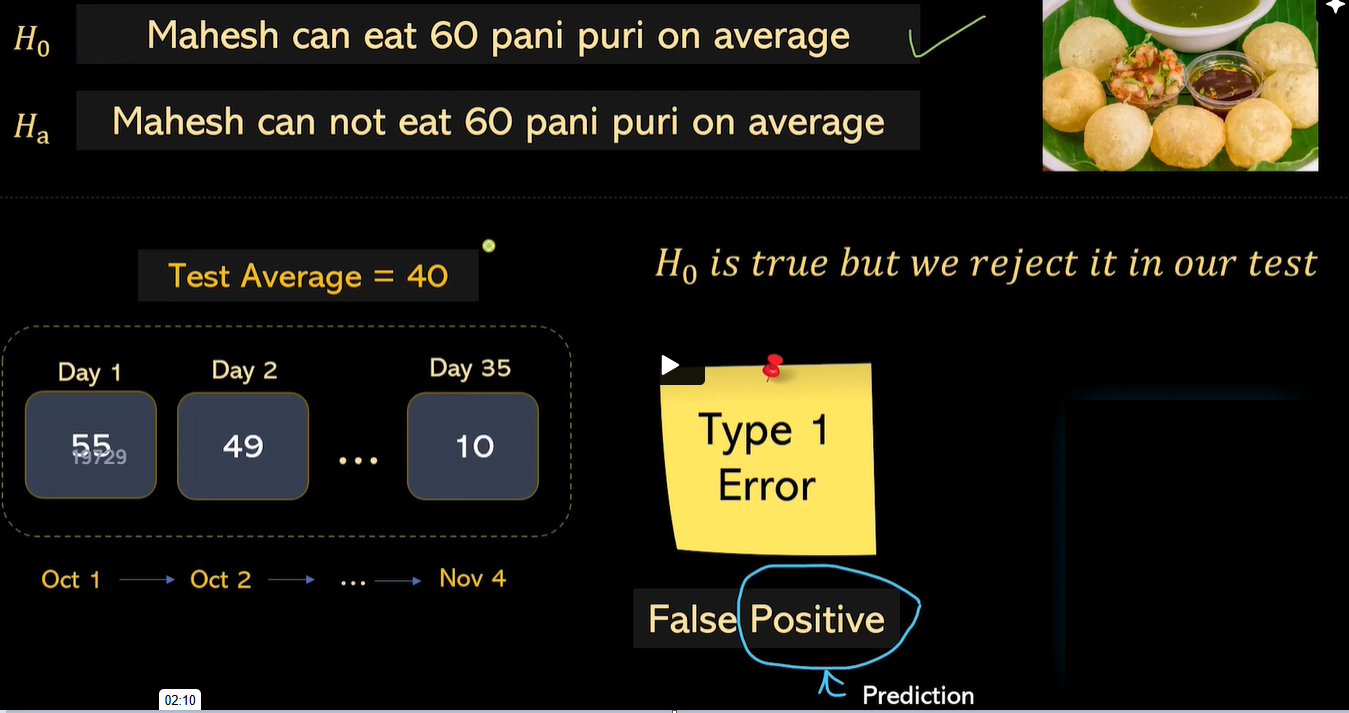 H₀ Mahesh can eat 60 pani puri on average
Hₐ Mahesh can not eat 60 pani puri on average
Test Average = 40
H₀ is true but we reject it in our test
Day 1 Day 2 Day 35
55 49 ... 10
19729
Oct 1 Oct 2 ... Nov 4
Type 1
Error
False Positive
Prediction
02:10